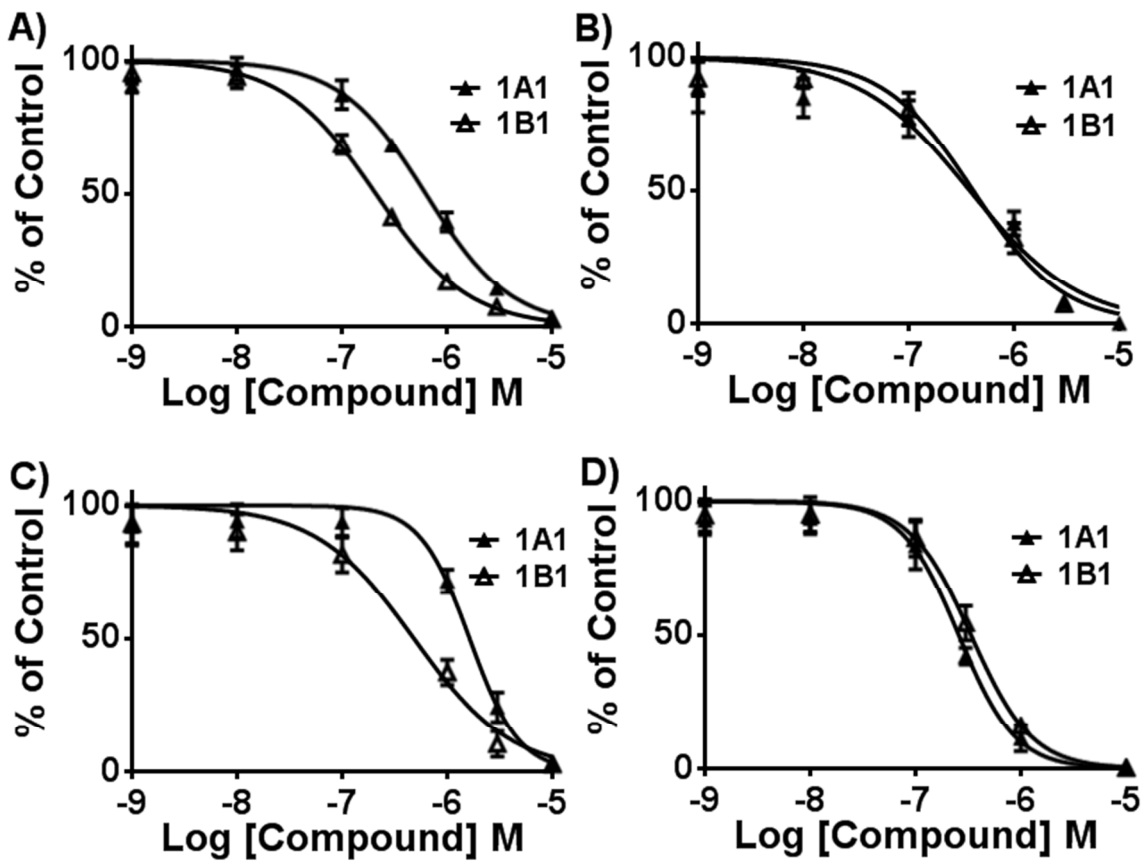 A)
% of Control
100
50
0
1A1
1B1
-9 -8 -7 -6 -5
Log [Compound] M
B)
% of Control
100
50
0
1A1
1B1
-9 -8 -7 -6 -5
Log [Compound] M
C)
% of Control
100
50
0
1A1
1B1
-9 -8 -7 -6 -5
Log [Compound] M
D)
% of Control
100
50
0
1A1
1B1
-9 -8 -7 -6 -5
Log [Compound] M